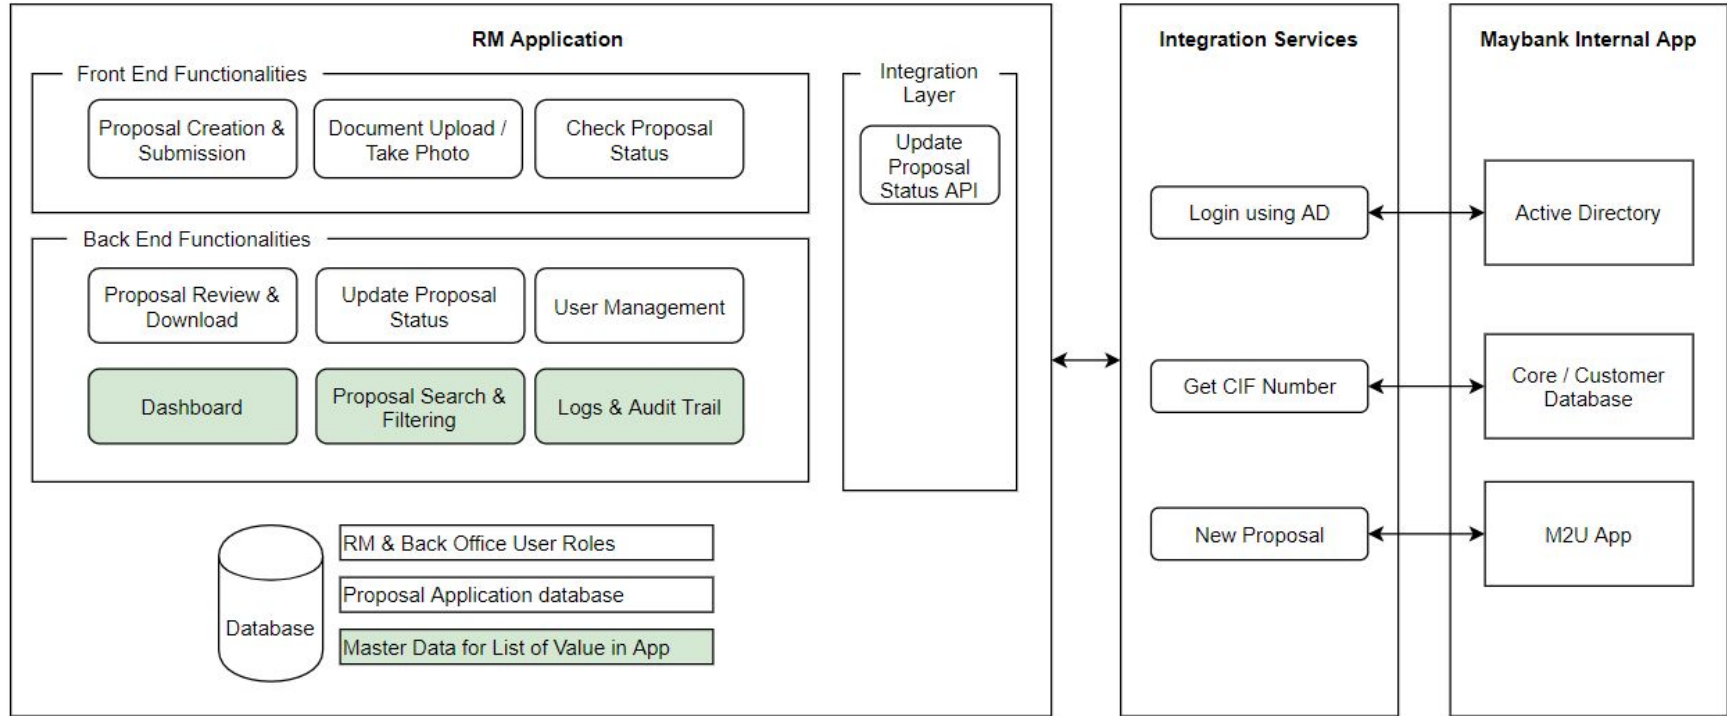 RM Application
Front End Functionalities
Proposal Creation &
Submission
Document Upload /
Take Photo
Check Proposal
Status
Back End Functionalities
Proposal Review &
Download
Update Proposal
Status
User Management
Dashboard
Proposal Search &
Filtering
Logs & Audit Trail
Integration
Layer
Update
Proposal
Status API
Database
RM & Back Office User Roles
Proposal Application database
Master Data for List of Value in App
Integration Services
Login using AD
Get CIF Number
New Proposal
Maybank Internal App
Active Directory
Core / Customer
Database
M2U App